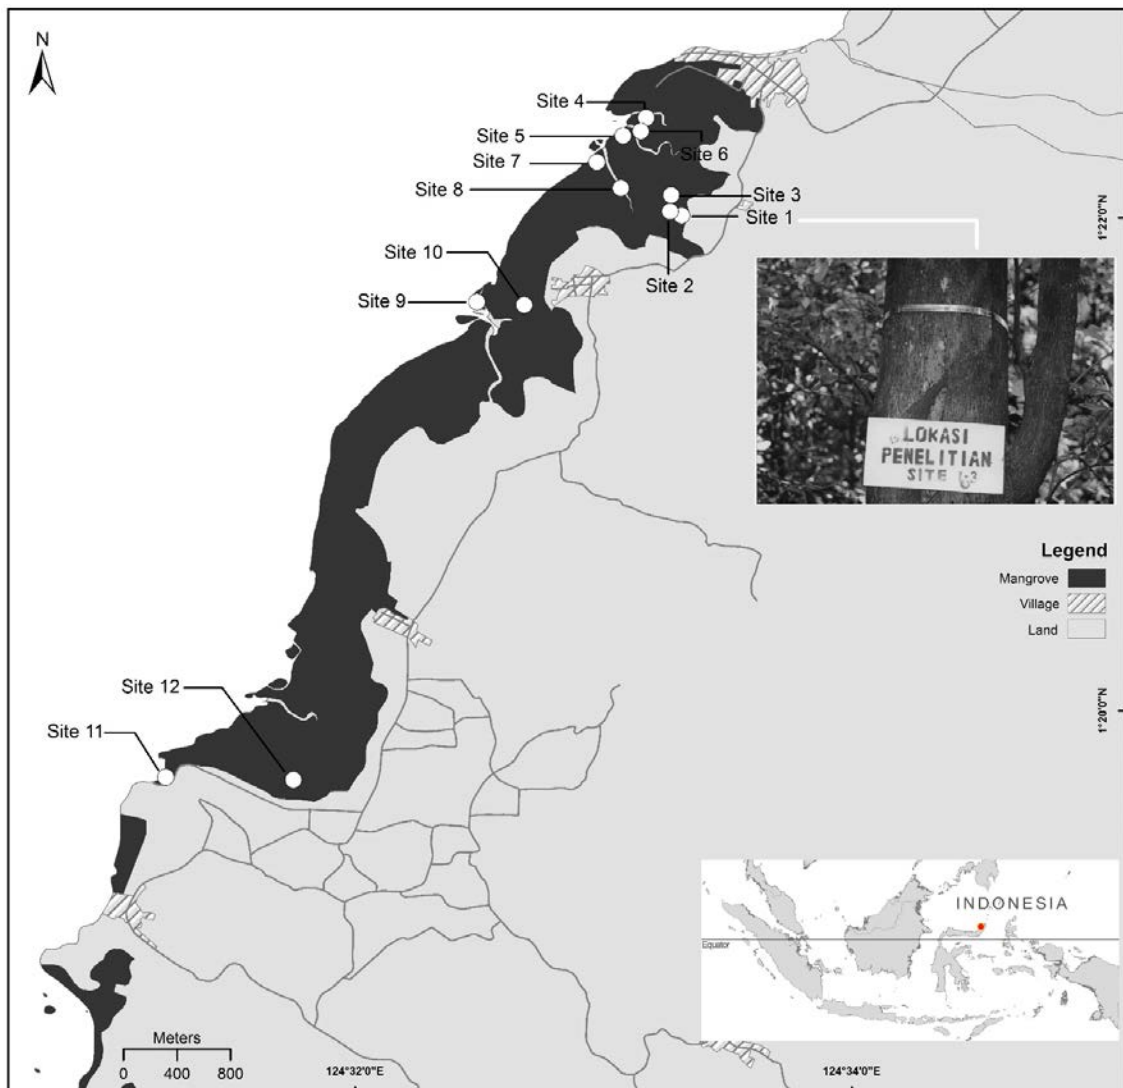 N
Site 4
Site 5
Site 6
Site 7
Site 8
Site 3
Site 1
Site 2
Site 10
Site 9
1°22'0"N
LOKASI
PENELITIAN
SITE
Legend
Mangrove
Village
Land
Site 12
Site 11
1°20'0"N
INDONESIA
Equator
Meters
0 400 800
124°32'0"E
124°34'0"E